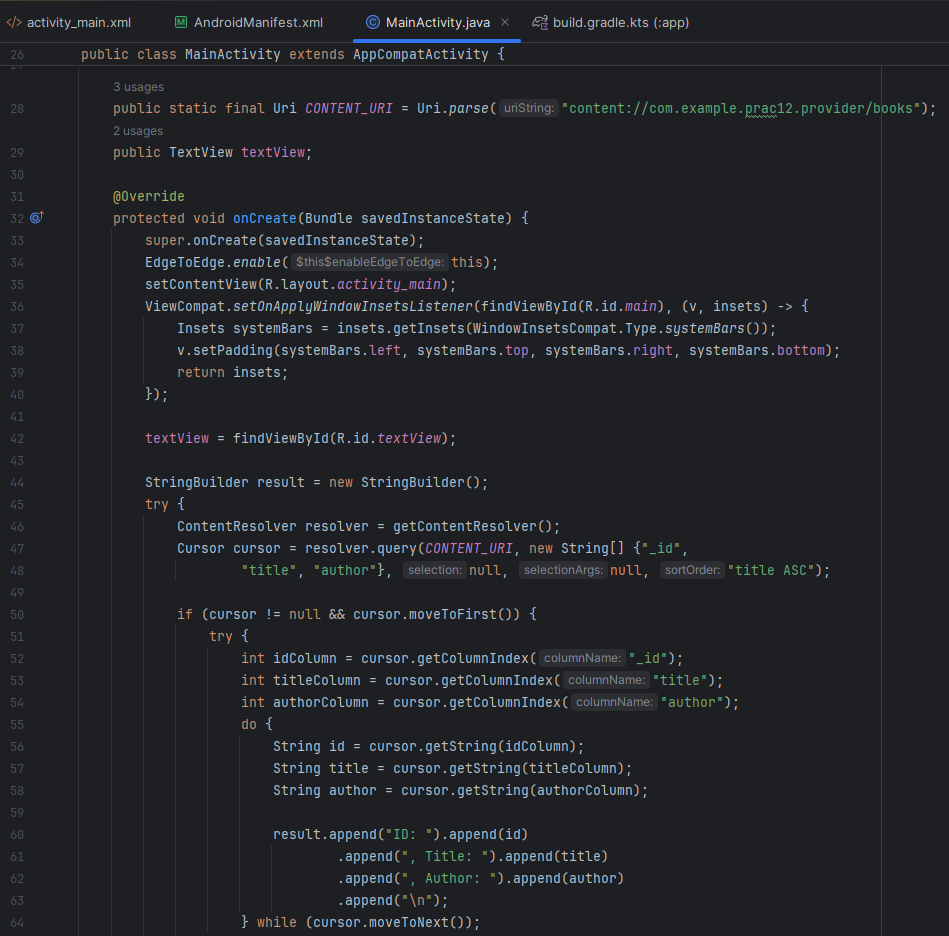 activity_main.xml AndroidManifest.xml MainActivity.java build.gradle.kts (:app)
26 public class MainActivity extends AppCompatActivity {
3 usages
28 public static final Uri CONTENT_URI = Uri.parse( uriString: "content://com.example.prac12.provider/books");
2 usages
29 public TextView textView;
30
31 @Override
32 protected void onCreate(Bundle savedInstanceState) {
33 super.onCreate(savedInstanceState);
34 EdgeToEdge.enable( $this$enableEdgeToEdge: this);
35 setContentView(R.layout.activity_main);
36 ViewCompat.setOnApplyWindowInsetsListener(findViewById(R.id.main), (v, insets) -> {
37 Insets systemBars = insets.getInsets(WindowInsetsCompat.Type.systemBars());
38 v.setPadding(systemBars.left, systemBars.top, systemBars.right, systemBars.bottom);
39 return insets;
40 });
41
42 textView = findViewById(R.id.textView);
43
44 StringBuilder result = new StringBuilder();
45 try {
46 ContentResolver resolver = getContentResolver();
47 Cursor cursor = resolver.query(CONTENT_URI, new String[] {"_id",
48 "title", "author"}, selection: null, selectionArgs: null, sortOrder: "title ASC");
49
50 if (cursor != null && cursor.moveToFirst()) {
51 try {
52 int idColumn = cursor.getColumnIndex( columnName: "_id");
53 int titleColumn = cursor.getColumnIndex( columnName: "title");
54 int authorColumn = cursor.getColumnIndex( columnName: "author");
55 do {
56 String id = cursor.getString(idColumn);
57 String title = cursor.getString(titleColumn);
58 String author = cursor.getString(authorColumn);
59
60 result.append("ID: ").append(id)
61 .append(", Title: ").append(title)
62 .append(", Author: ").append(author)
63 .append("\n");
64 } while (cursor.moveToNext());